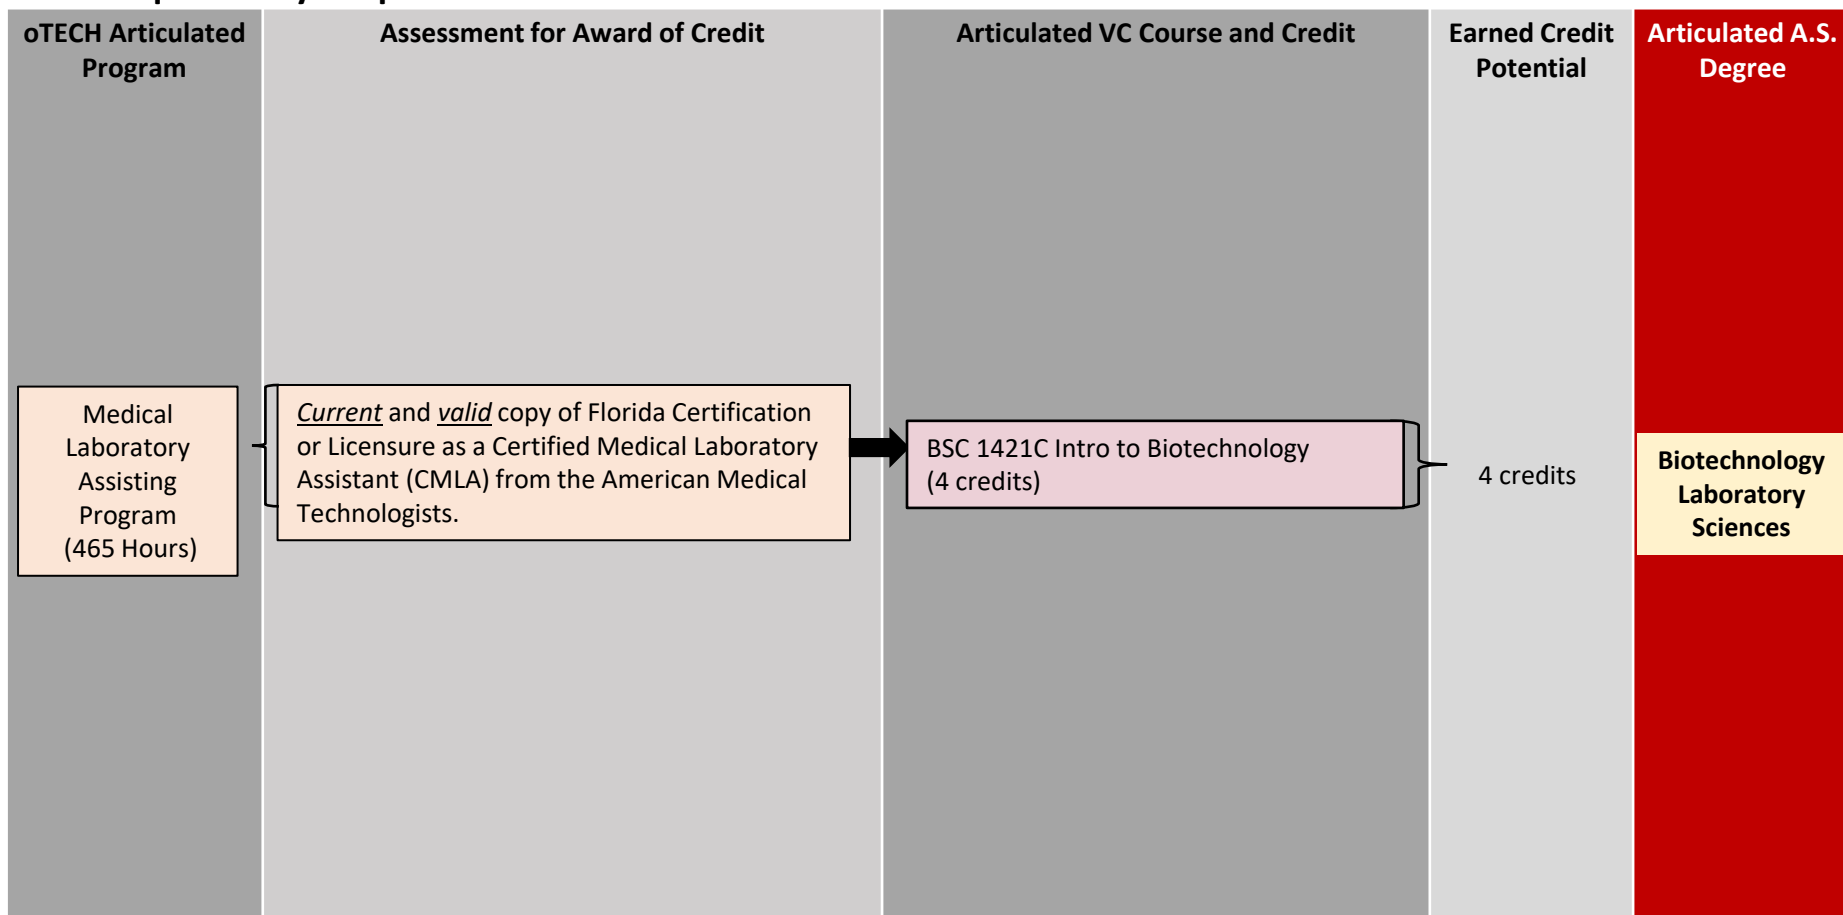 oTECH Articulated
Program
Assessment for Award of Credit
Articulated VC Course and Credit
Earned Credit
Potential
Articulated A.S.
Degree
Medical
Laboratory
Assisting
Program
(465 Hours)
Current and valid copy of Florida Certification
or Licensure as a Certified Medical Laboratory
Assistant (CMLA) from the American Medical
Technologists.
BSC 1421C Intro to Biotechnology
(4 credits)
4 credits
Biotechnology
Laboratory
Sciences